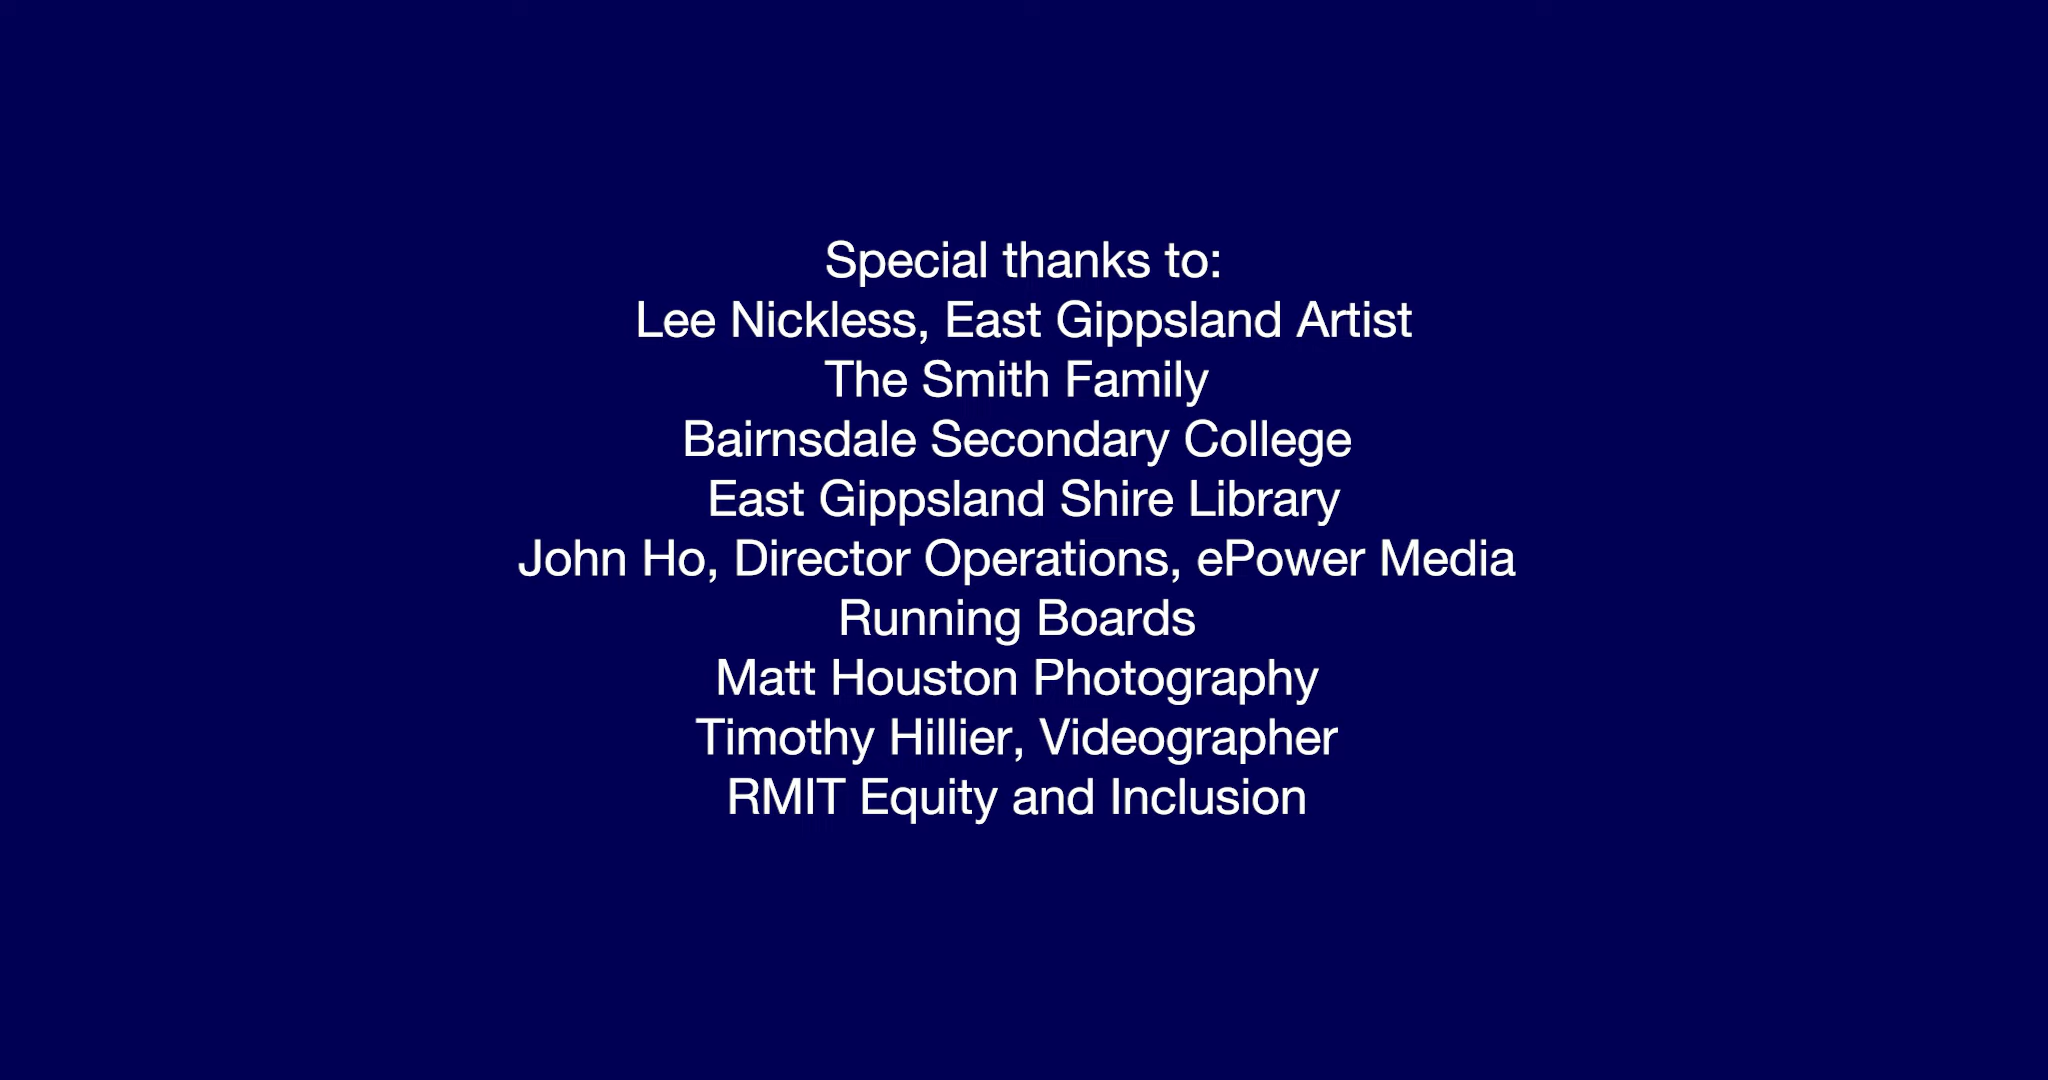 Special thanks to:
Lee Nickless, East Gippsland Artist
The Smith Family
Bairnsdale Secondary College
East Gippsland Shire Library
John Ho, Director Operations, ePower Media
Running Boards
Matt Houston Photography
Timothy Hillier, Videographer
RMIT Equity and Inclusion